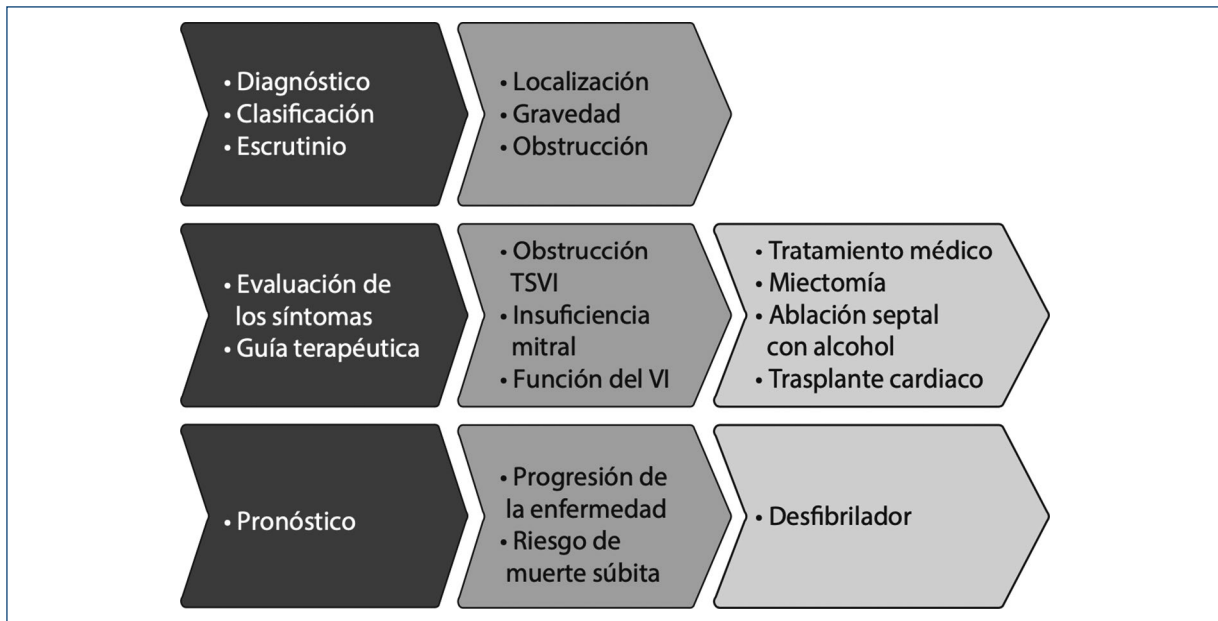 • Diagnóstico
• Clasificación
• Escrutinio
• Localización
• Gravedad
• Obstrucción
• Evaluación de
los síntomas
• Guía terapéutica
• Obstrucción
TSVI
• Insuficiencia
mitral
• Función del VI
• Tratamiento médico
• Miectomía
• Ablación septal
con alcohol
• Trasplante cardiaco
• Pronóstico
• Progresión de
la enfermedad
• Riesgo de
muerte súbita
• Desfibrilador